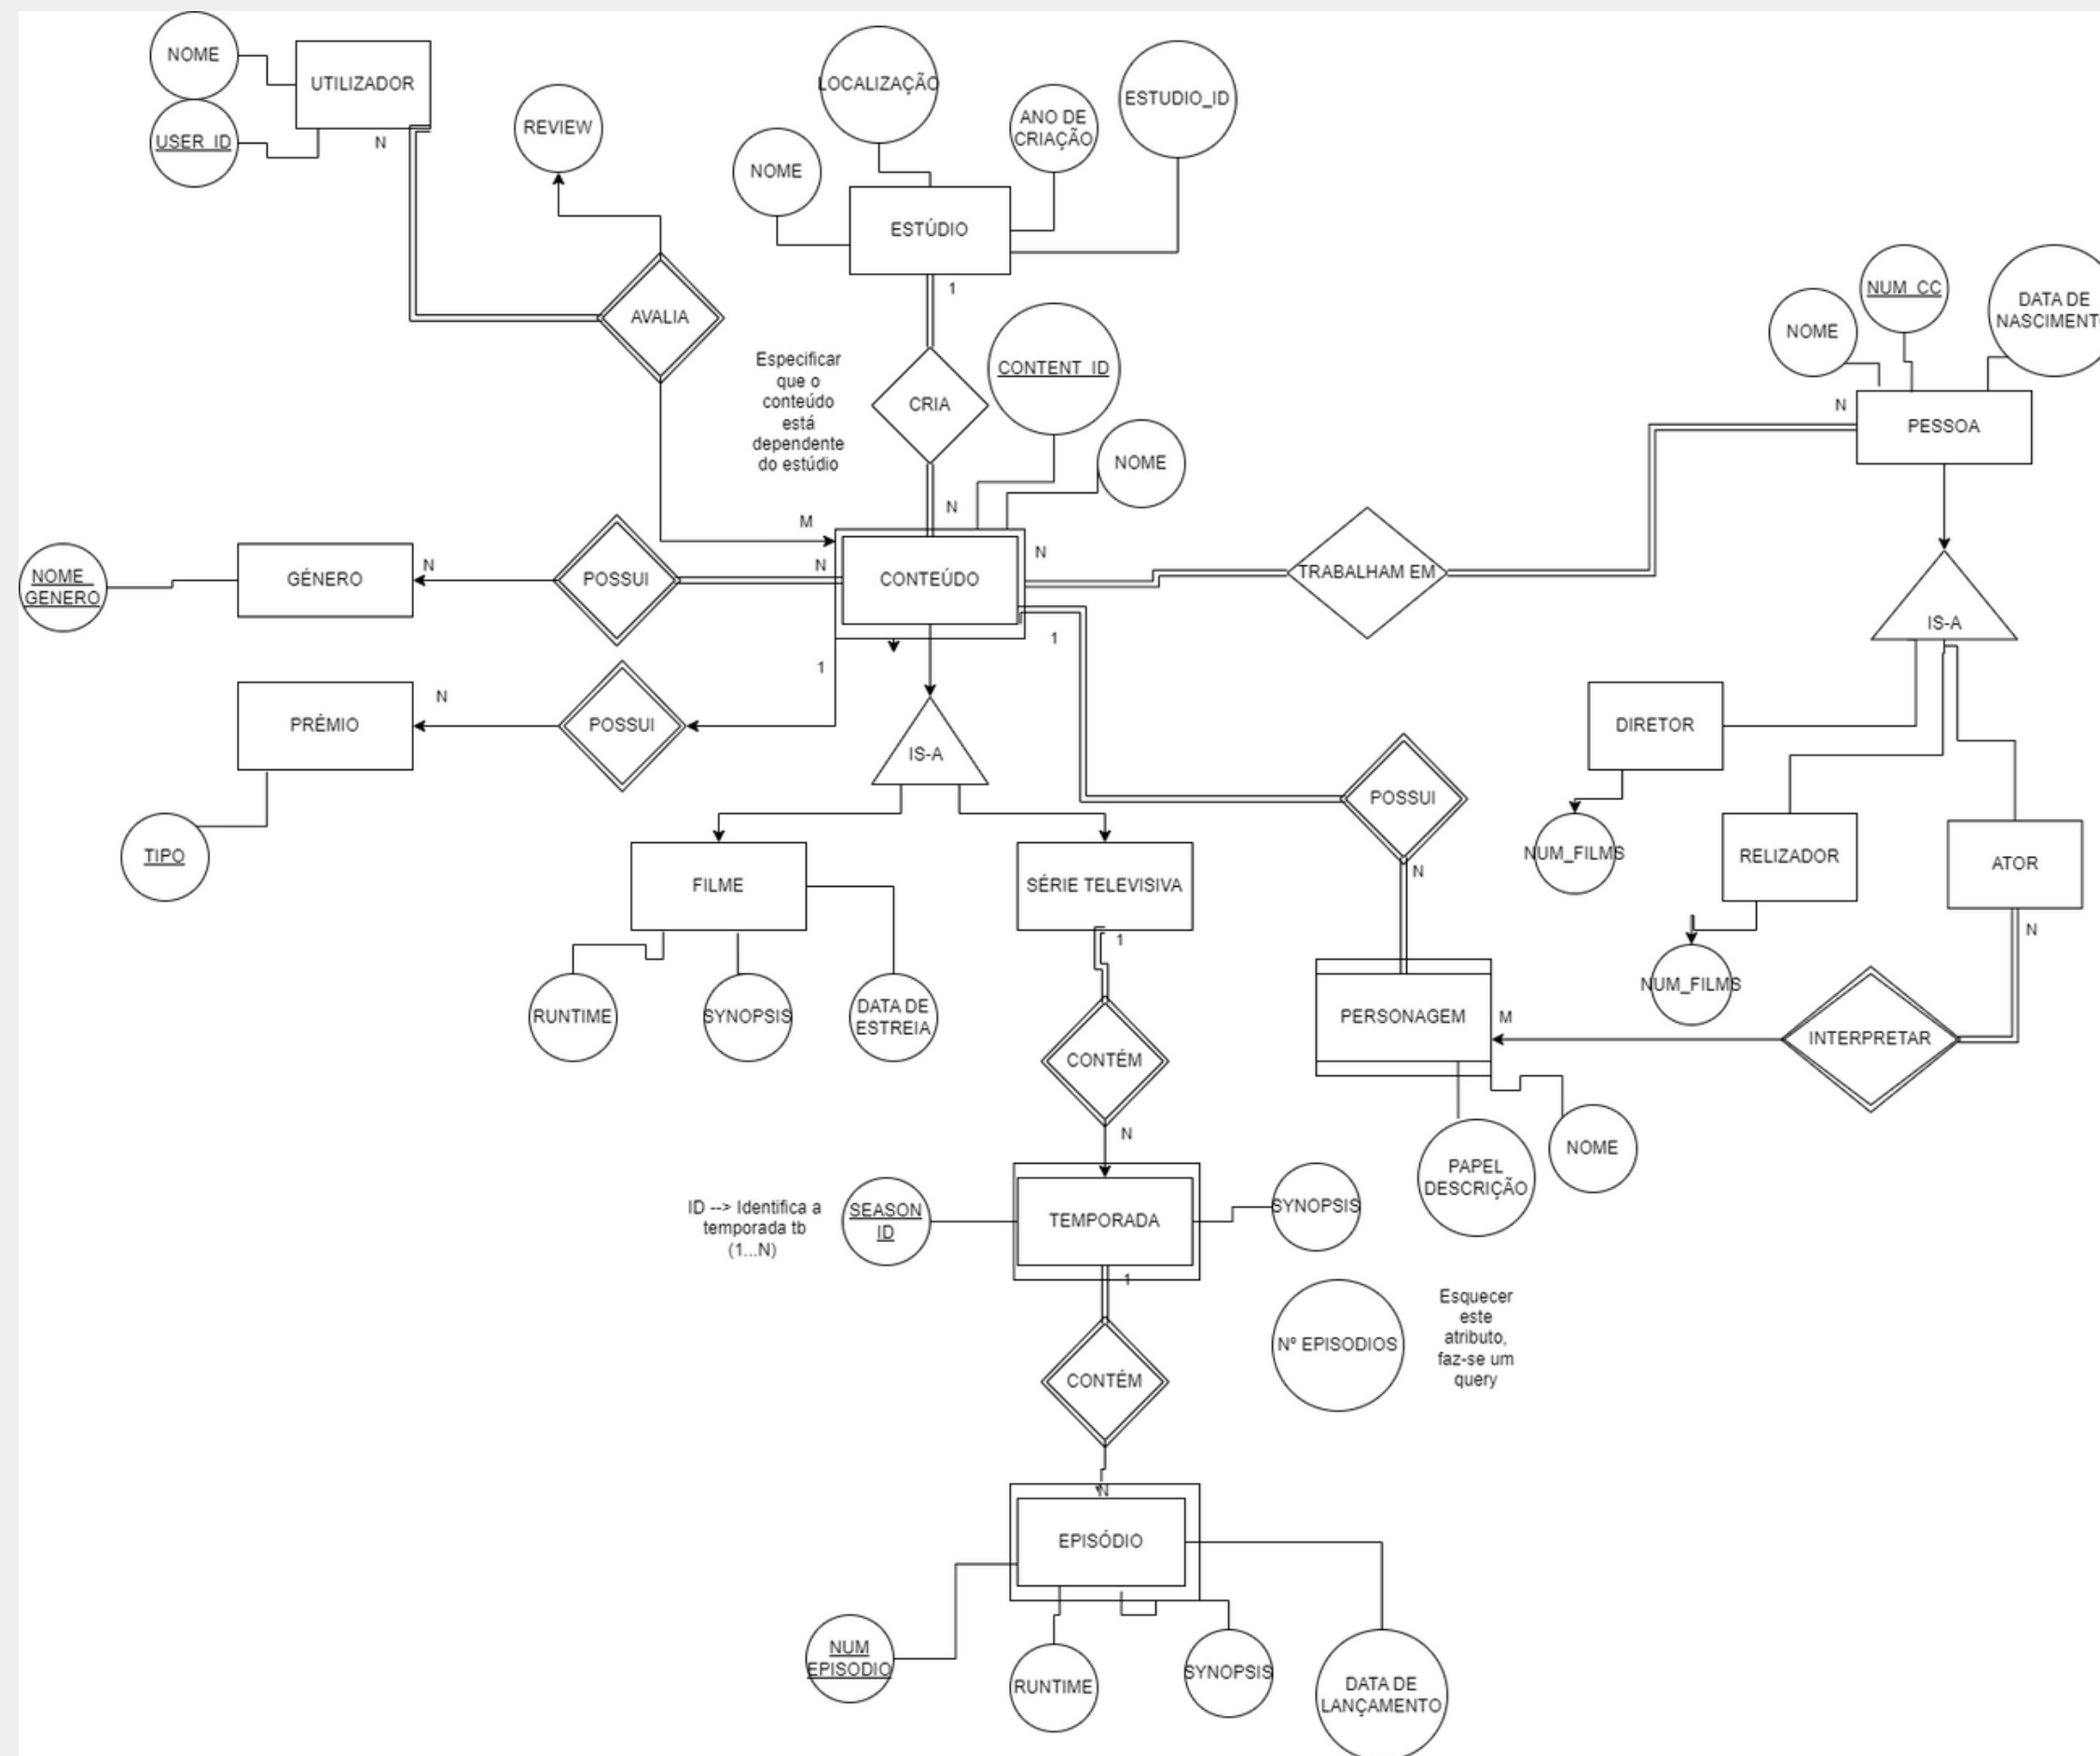 NOME
UTILIZADOR
USER_ID
N
REVIEW
LOCALIZAÇÃO
ANO DE
CRIAÇÃO
ESTUDIO_ID
NOME
ESTÚDIO
1
AVALIA
Especificar
que o
conteúdo
está
dependente
do estúdio
CRIA
CONTENT_ID
NOME
N
M
NOME
NUM_CC
DATA DE
N
PESSOA
NOME_
GENERO
GÉNERO
N
POSSUI
N
CONTEÚDO
N
TRABALHAM EM
1
1
IS-A
PRÉMIO
N
POSSUI
TIPO
IS-A
POSSUI
N
DIRETOR
NUM_FILMS
RELIZADOR
ATOR
NUM_FILMS
N
FILME
SÉRIE TELEVISIVA
1
RUNTIME
SYNOPSIS
DATA DE
ESTREIA
CONTÉM
N
PERSONAGEM
M
INTERPRETAR
PAPEL
DESCRIÇÃO
NOME
ID --> Identifica a
temporada tb
(1...N)
SEASON
ID
TEMPORADA
SYNOPSIS
1
Nº EPISODIOS
Esquecer
este
atributo,
faz-se um
query
CONTÉM
N
EPISÓDIO
NUM
EPISODIO
RUNTIME
SYNOPSIS
DATA DE
LANÇAMENTO